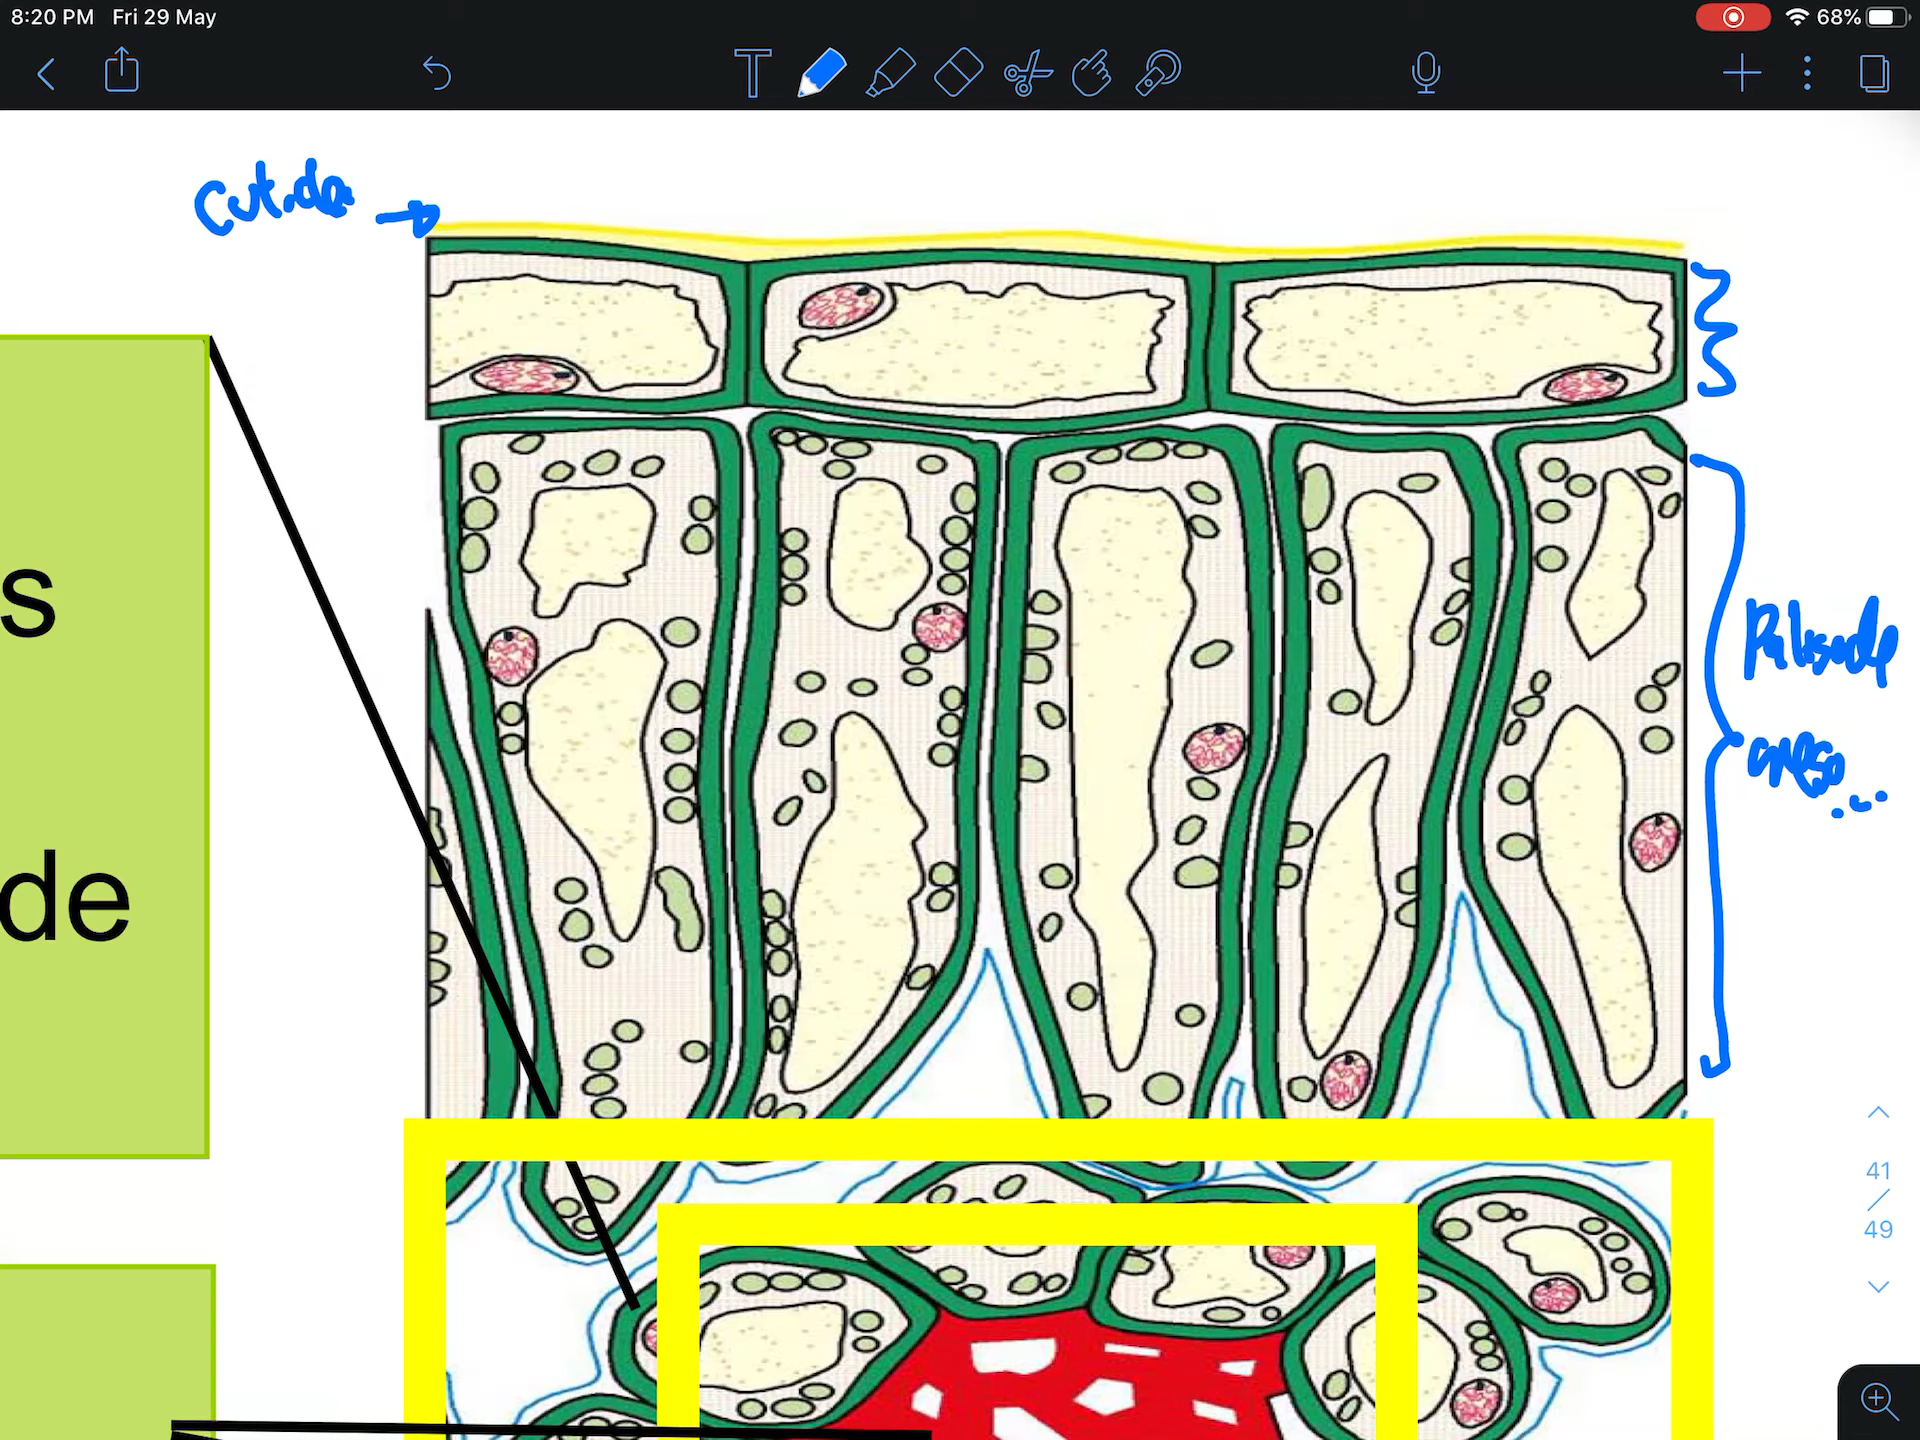 8:20 PM Fri 29 May
68%
T
Cuticle
s
de
Palisade
meso...
41
/
49